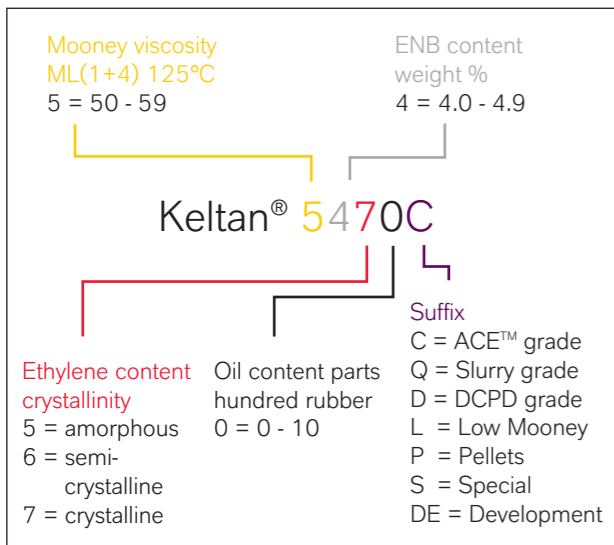 Mooney viscosity
ML(1+4) 125°C
5 = 50 - 59
ENB content
weight %
4 = 4.0 - 4.9
Keltan® 5470C
Ethylene content
crystallinity
5 = amorphous
6 = semi-
crystalline
7 = crystalline
Oil content parts
hundred rubber
0 = 0 - 10
Suffix
C = ACE™ grade
Q = Slurry grade
D = DCPD grade
L = Low Mooney
P = Pellets
S = Special
DE = Development